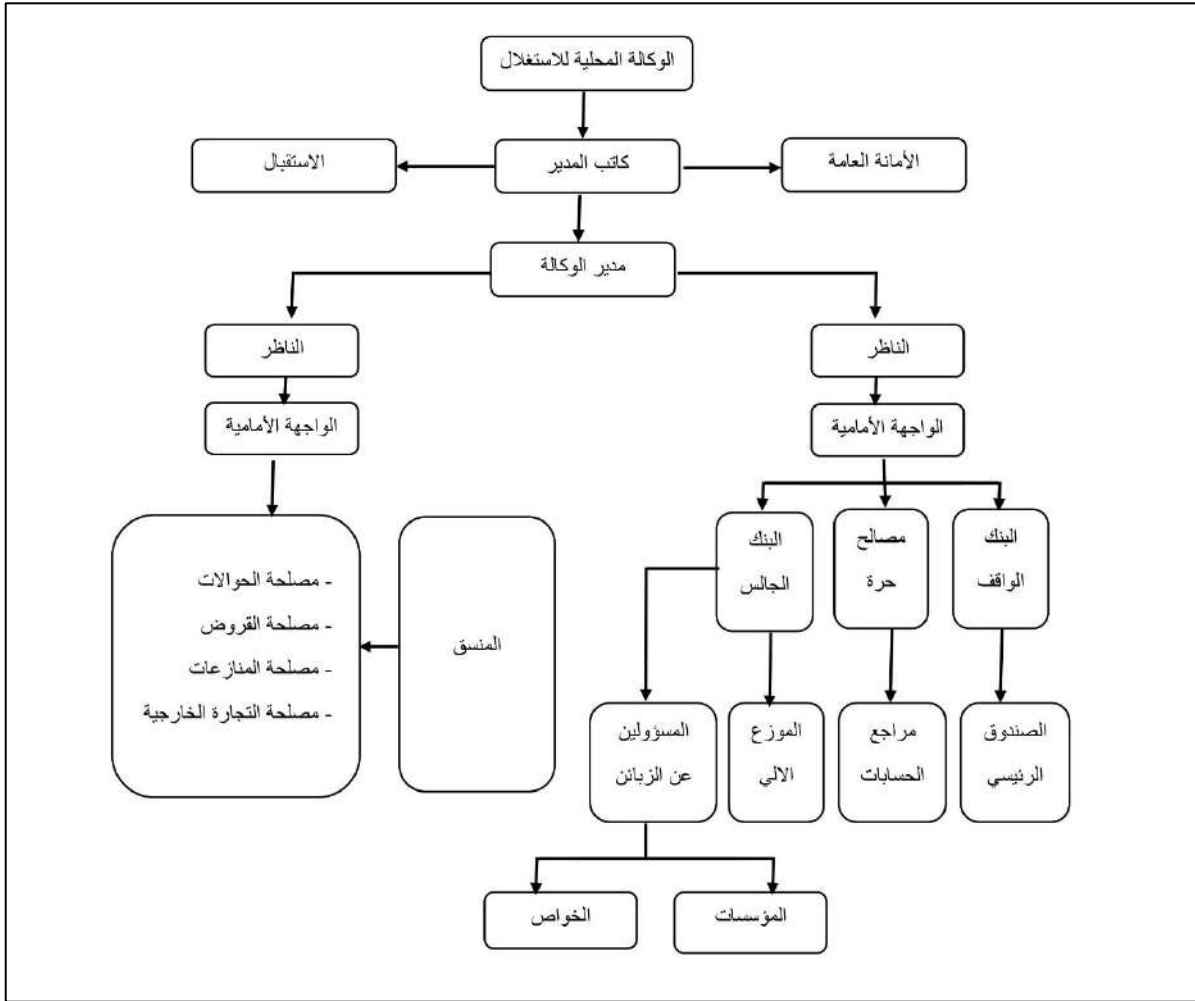 الوكالة المحلية للاستغلال
الأمانة العامة
كاتب المدير
الاستقبال
مدير الوكالة
الناظر
الناظر
الواجهة الأمامية
الواجهة الأمامية
البنك
الواقف
مصالح
حرة
البنك
الجالس
المنسق
- مصلحة الحوالات
- مصلحة القروض
- مصلحة المنازعات
- مصلحة التجارة الخارجية
الصندوق
الرئيسي
مراجع
الحسابات
الموزع
الالي
المسؤولين
عن الزبائن
المؤسسات
الخواص